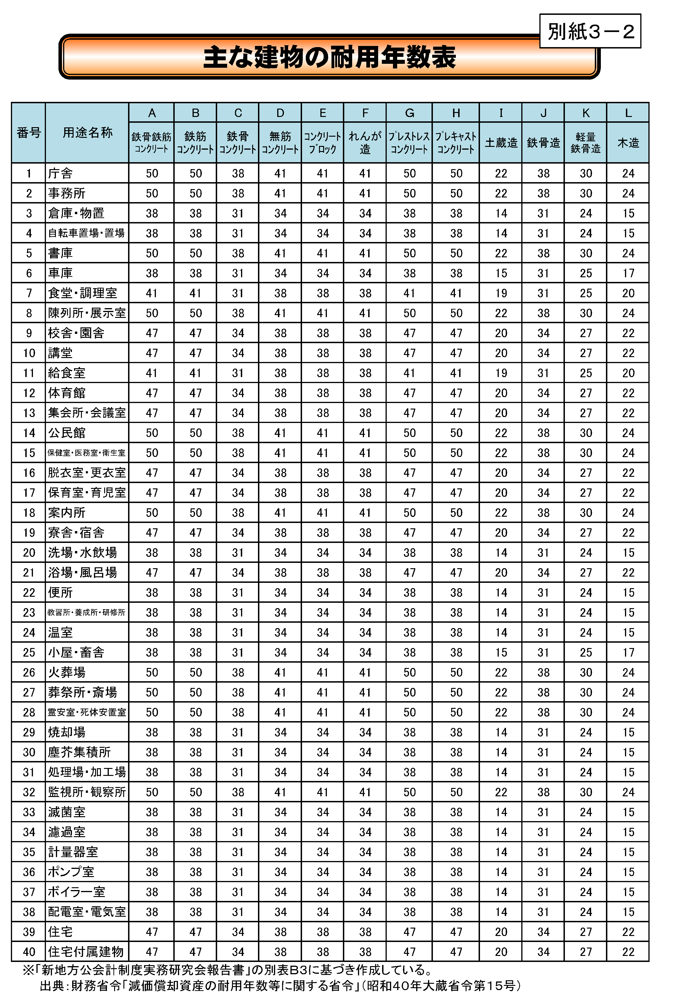 別紙３－２
主な建物の耐用年数表
番号 用途名称 A B C D E F G H I J K L
鉄骨鉄筋コンクリート 鉄筋コンクリート 鉄骨コンクリート 無筋コンクリート コンクリートブロック れんが造 プレストレスコンクリート プレキャストコンクリート 土蔵造 鉄骨造 軽量鉄骨造 木造
1 庁舎 50 50 38 41 41 41 50 50 22 38 30 24
2 事務所 50 50 38 41 41 41 50 50 22 38 30 24
3 倉庫・物置 38 38 31 34 34 34 38 38 14 31 24 15
4 自転車置場・置場 38 38 31 34 34 34 38 38 14 31 24 15
5 書庫 50 50 38 41 41 41 50 50 22 38 30 24
6 車庫 38 38 31 34 34 34 38 38 15 31 25 17
7 食堂・調理室 41 41 31 38 38 38 41 41 19 31 25 20
8 陳列所・展示室 50 50 38 41 41 41 50 50 22 38 30 24
9 校舎・園舎 47 47 34 38 38 38 47 47 20 34 27 22
10 講堂 47 47 34 38 38 38 47 47 20 34 27 22
11 給食室 41 41 31 38 38 38 41 41 19 31 25 20
12 体育館 47 47 34 38 38 38 47 47 20 34 27 22
13 集会所・会議室 47 47 34 38 38 38 47 47 20 34 27 22
14 公民館 50 50 38 41 41 41 50 50 22 38 30 24
15 保健室・医務室・衛生室 50 50 38 41 41 41 50 50 22 38 30 24
16 脱衣室・更衣室 47 47 34 38 38 38 47 47 20 34 27 22
17 保育室・育児室 47 47 34 38 38 38 47 47 20 34 27 22
18 案内所 50 50 38 41 41 41 50 50 22 38 30 24
19 寮舎・宿舎 47 47 34 38 38 38 47 47 20 34 27 22
20 洗場・水飲場 38 38 31 34 34 34 38 38 14 31 24 15
21 浴場・風呂場 47 47 34 38 38 38 47 47 20 34 27 22
22 便所 38 38 31 34 34 34 38 38 14 31 24 15
23 教習所・養成所・研修所 38 38 31 34 34 34 38 38 14 31 24 15
24 温室 38 38 31 34 34 34 38 38 14 31 24 15
25 小屋・畜舎 38 38 31 34 34 34 38 38 15 31 25 17
26 火葬場 50 50 38 41 41 41 50 50 22 38 30 24
27 葬祭所・斎場 50 50 38 41 41 41 50 50 22 38 30 24
28 霊安室・死体安置室 50 50 38 41 41 41 50 50 22 38 30 24
29 焼却場 38 38 31 34 34 34 38 38 14 31 24 15
30 塵芥集積所 38 38 31 34 34 34 38 38 14 31 24 15
31 処理場・加工場 38 38 31 34 34 34 38 38 14 31 24 15
32 監視所・観察所 50 50 38 41 41 41 50 50 22 38 30 24
33 滅菌室 38 38 31 34 34 34 38 38 14 31 24 15
34 濾過室 38 38 31 34 34 34 38 38 14 31 24 15
35 計量器室 38 38 31 34 34 34 38 38 14 31 24 15
36 ポンプ室 38 38 31 34 34 34 38 38 14 31 24 15
37 ボイラー室 38 38 31 34 34 34 38 38 14 31 24 15
38 配電室・電気室 38 38 31 34 34 34 38 38 14 31 24 15
39 住宅 47 47 34 38 38 38 47 47 20 34 27 22
40 住宅付属建物 47 47 34 38 38 38 47 47 20 34 27 22
※「新地方公会計制度実務研究会報告書」の別表Ｂ３に基づき作成している。
出典：財務省令「減価償却資産の耐用年数等に関する省令」（昭和４０年大蔵省令第１５号）